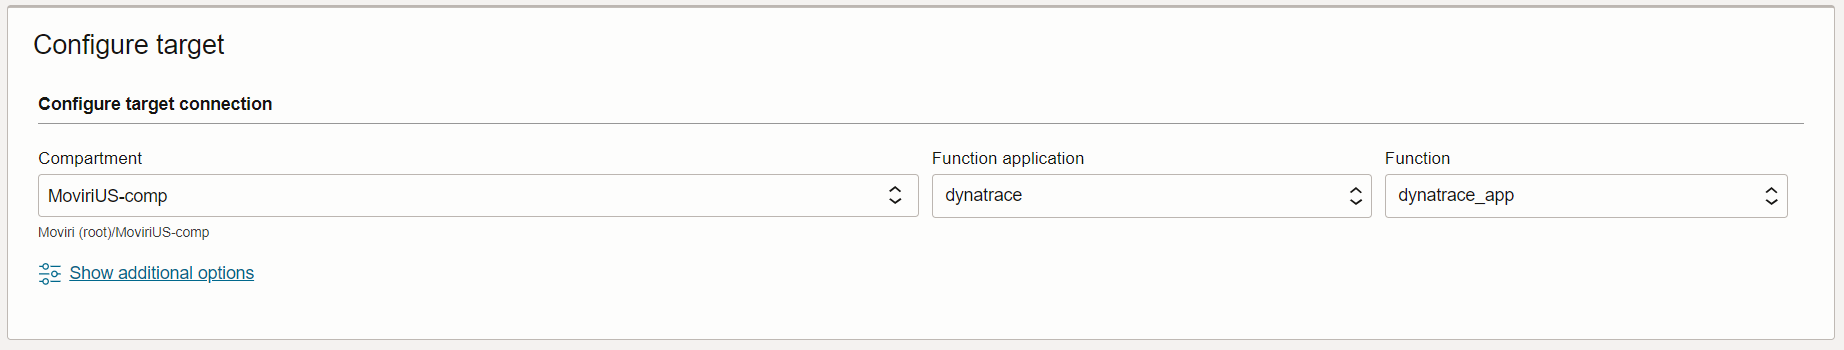 Configure target
Configure target connection
Compartment
Function application
Function
MoviriUS-comp
dynatrace
dynatrace_app
Moviri (root)/MoviriUS-comp
Show additional options